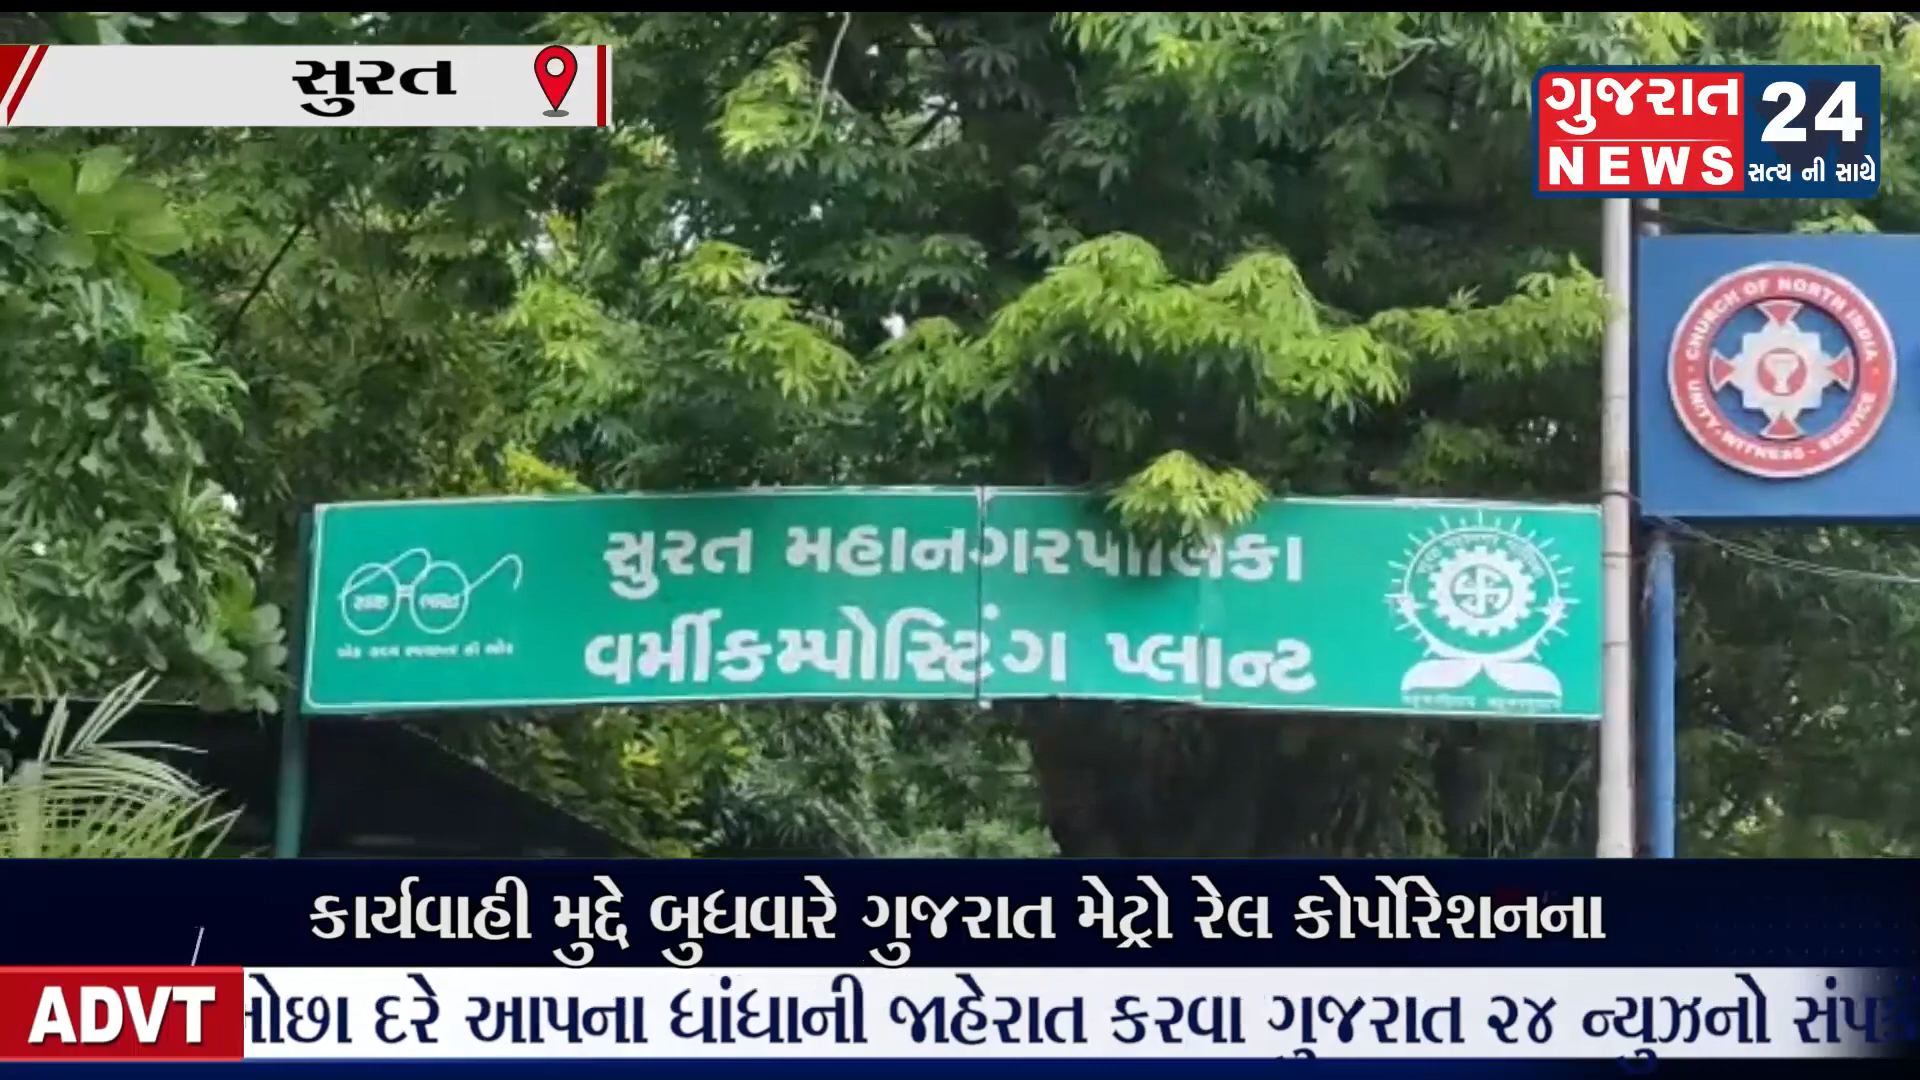 સુરત
ગુજરાત
NEWS
24
સત્ય ની સાથે
CHURCH OF NORTH INDIA
UNITY - WITNESS - SERVICE
સુરત મહાનગરપાલિકા
વર્મીકમ્પોસ્ટિંગ પ્લાન્ટ
કાર્યવાહી મુદ્દે બુધવારે ગુજરાત મેટ્રો રેલ કોર્પોરેશનના
ADVT
દરે આપના ધાંધાની જાહેરાત કરવા ગુજરાત ૨૪ ન્યુઝનો